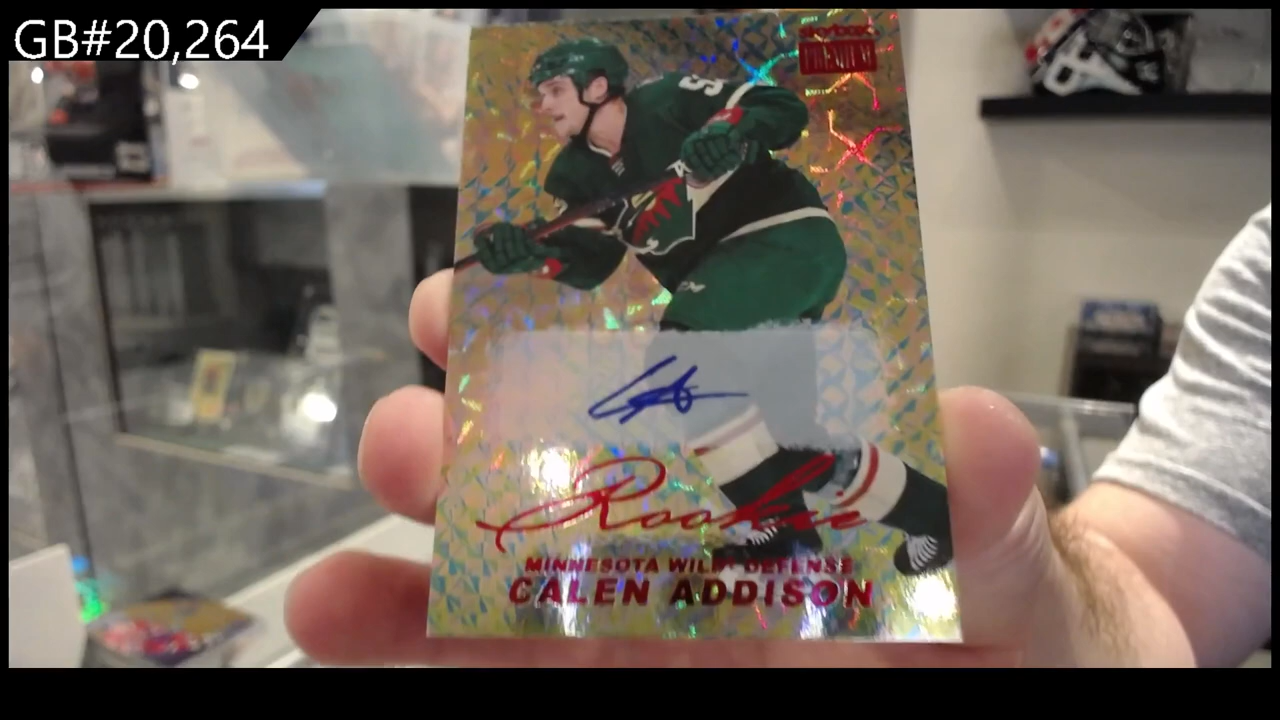 GB#20,264
skybox
PREMIUM
Rookie
MINNESOTA WILD® DEFENSE
CALEN ADDISON